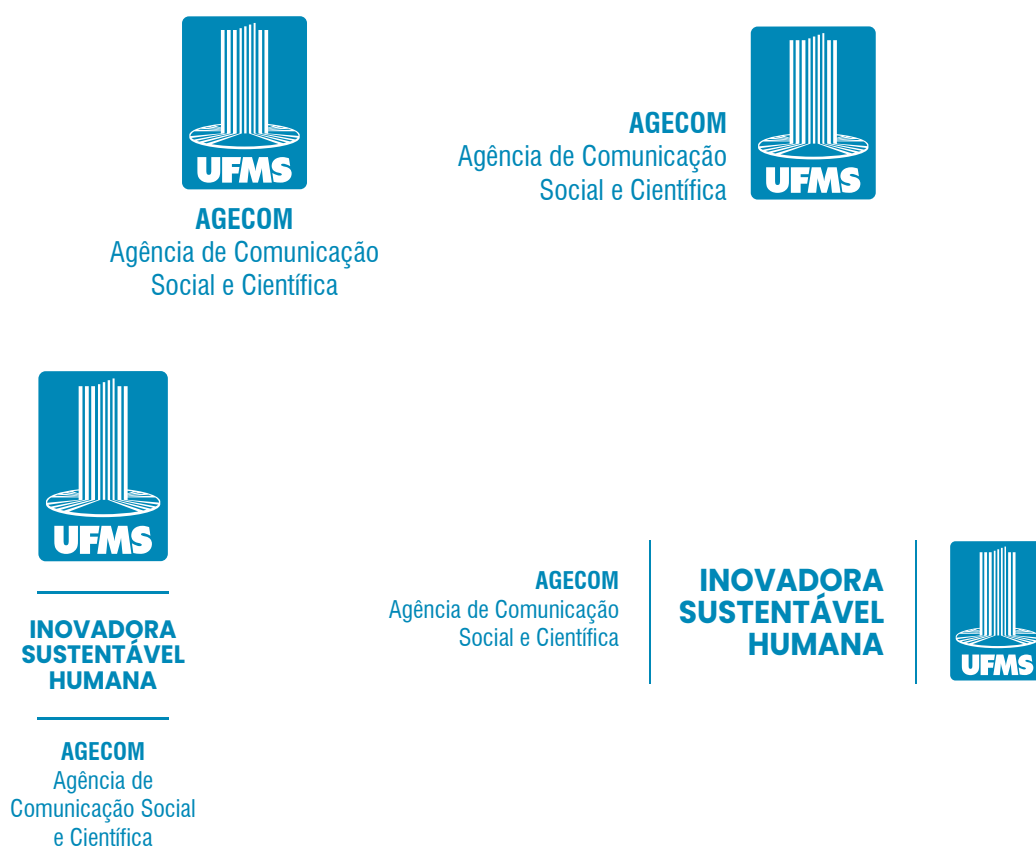 UFMS
AGECOM
Agência de Comunicação
Social e Científica
AGECOM
Agência de Comunicação
Social e Científica
UFMS
UFMS
INOVADORA
SUSTENTÁVEL
HUMANA
AGECOM
Agência de
Comunicação Social
e Científica
AGECOM
Agência de Comunicação
Social e Científica
INOVADORA
SUSTENTÁVEL
HUMANA
UFMS